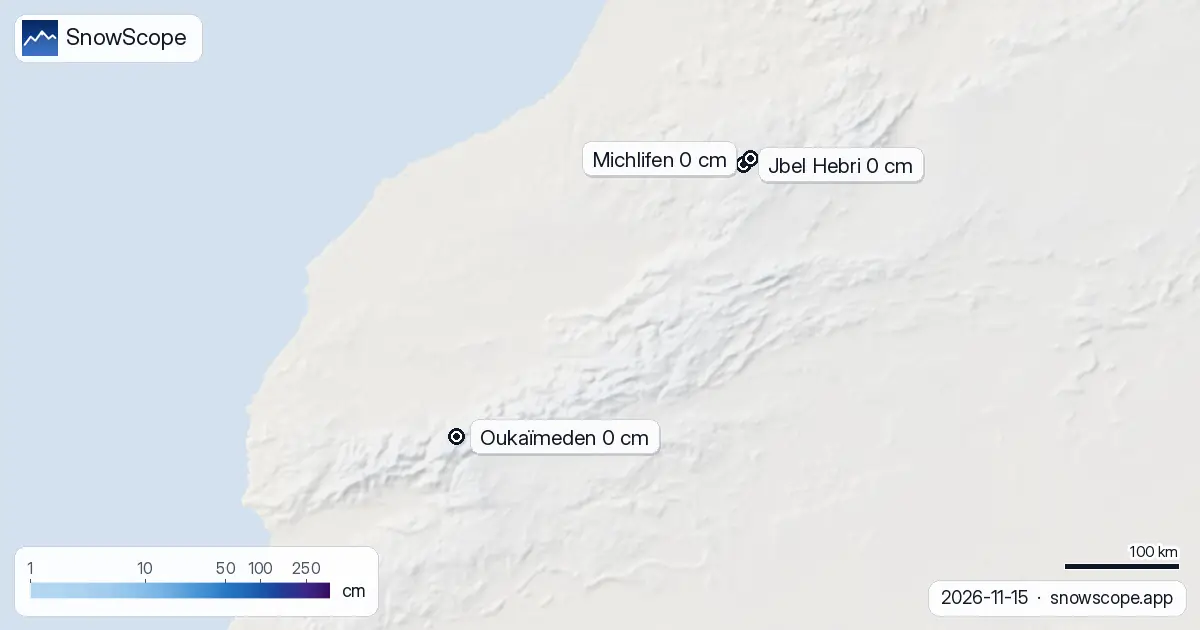 SnowScope
Michlifen 0 cm
Jbel Hebri 0 cm
Oukaïmeden 0 cm
1 10 50 100 250
cm
100 km
2026-11-15 · snowscope.app